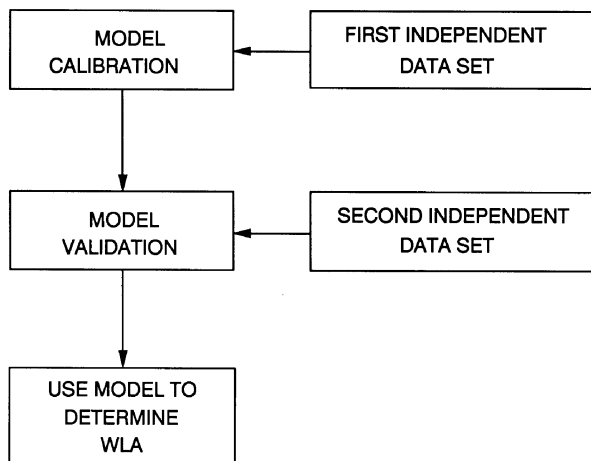 MODEL
CALIBRATION
FIRST INDEPENDENT
DATA SET
MODEL
VALIDATION
SECOND INDEPENDENT
DATA SET
USE MODEL TO
DETERMINE
WLA